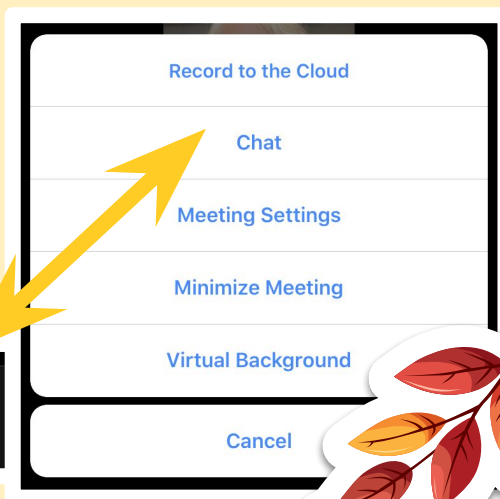 Record to the Cloud
Chat
Meeting Settings
Minimize Meeting
Virtual Background
Cancel